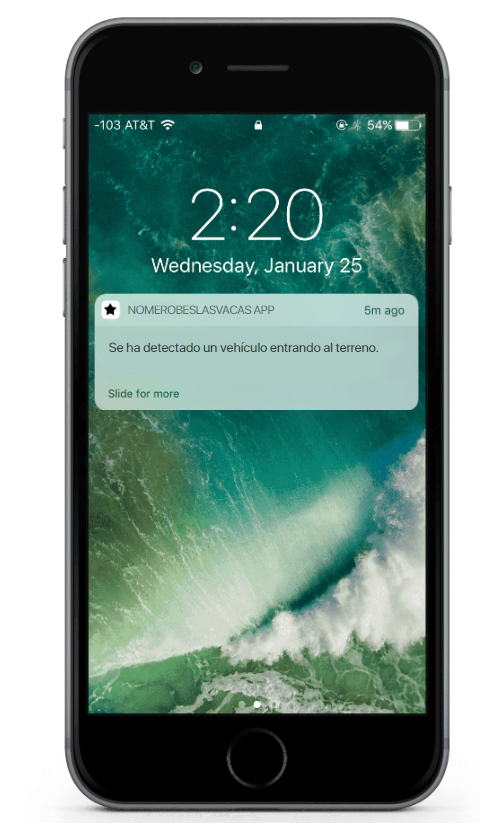 -103 AT&T 54%
2:20
Wednesday, January 25
NOMEROBESLASVACAS APP 5m ago
Se ha detectado un vehículo entrando al terreno.
Slide for more